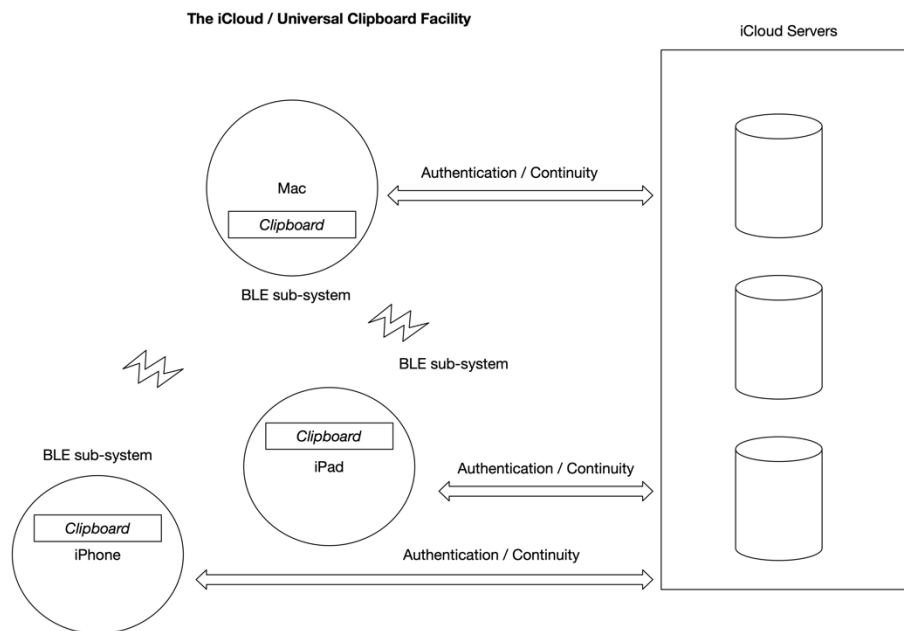 The iCloud / Universal Clipboard Facility
iCloud Servers
Authentication / Continuity
Mac
Clipboard
BLE sub-system
BLE sub-system
Clipboard
iPad
BLE sub-system
Authentication / Continuity
Clipboard
iPhone
Authentication / Continuity